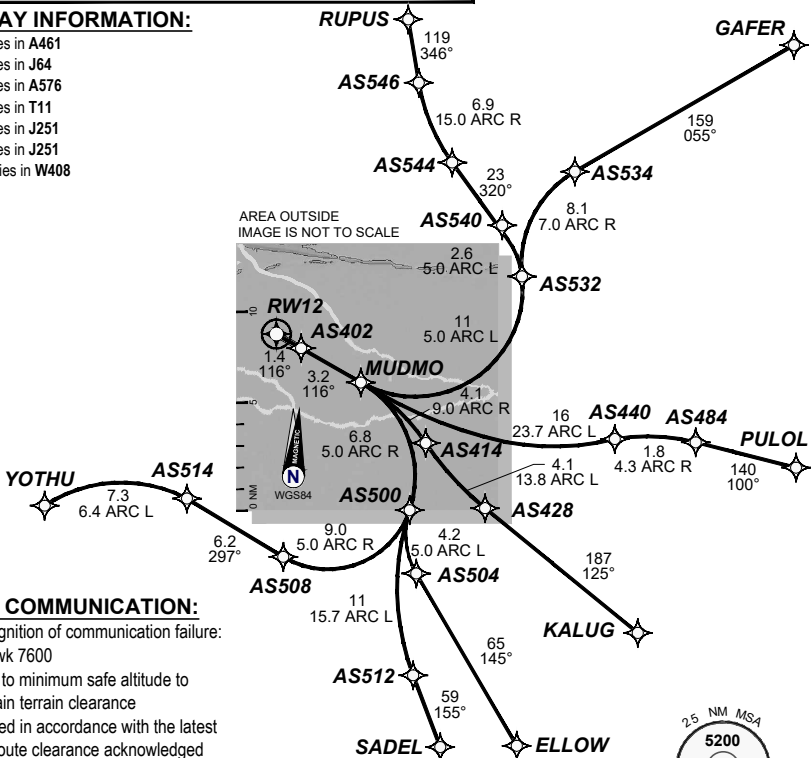 AY INFORMATION:
es in A461
es in J64
es in A576
es in T11
es in J251
es in J251
ies in W408
RUPUS
GAFER
119
346°
AS546
6.9
15.0 ARC R
159
055°
AS544
23
320°
AS534
AS540
8.1
7.0 ARC R
AREA OUTSIDE
IMAGE IS NOT TO SCALE
2.6
5.0 ARC L
AS532
10
RW12
AS402
11
5.0 ARC L
1.4
116°
3.2
116°
MUDMO
4.1
9.0 ARC R
5
16
23.7 ARC L
AS440
AS484
PULOL
6.8
5.0 ARC R
AS414
1.8
4.3 ARC R
140
100°
MAGNETIC
N
WGS84
0 NM
4.1
13.8 ARC L
YOTHU
AS514
7.3
6.4 ARC L
AS500
AS428
6.2
297°
9.0
5.0 ARC R
4.2
5.0 ARC L
187
125°
AS508
AS504
COMMUNICATION:
gnition of communication failure:
wk 7600
to minimum safe altitude to
ain terrain clearance
ed in accordance with the latest
oute clearance acknowledged
11
15.7 ARC L
KALUG
65
145°
AS512
59
155°
SADEL
ELLOW
25 NM MSA
5200